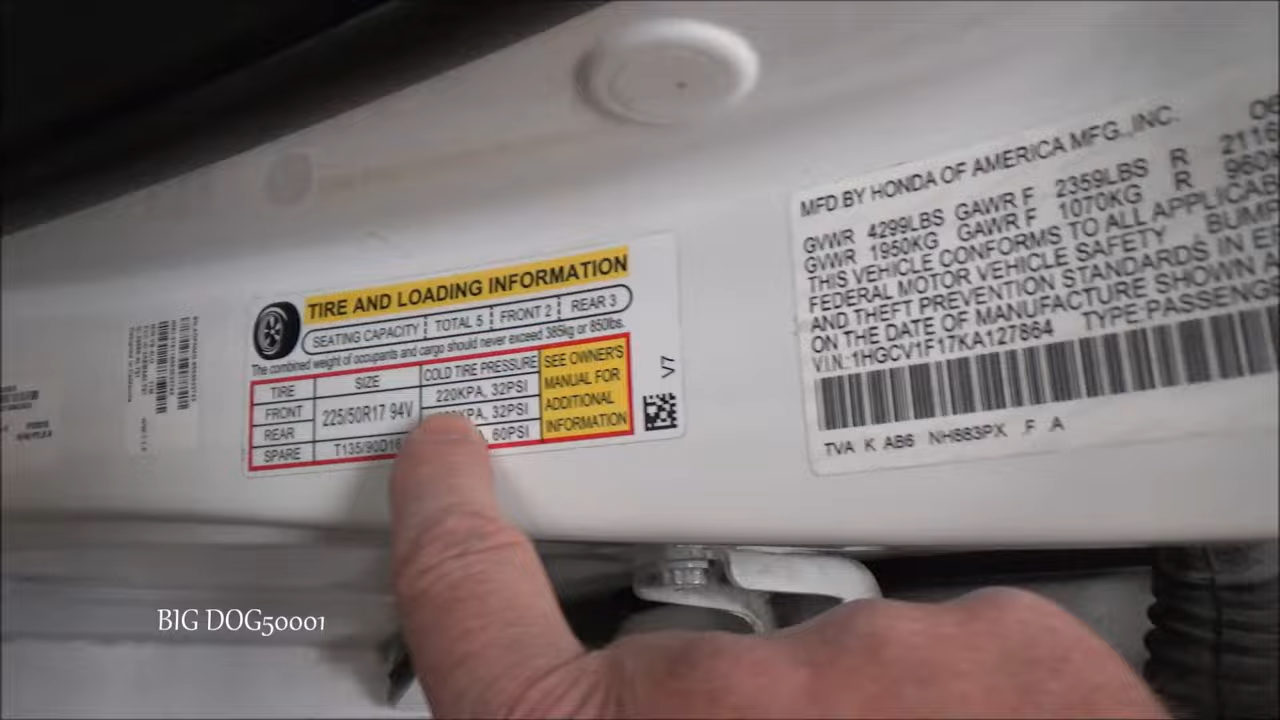 MFD.BY HONDA OF AMERICA MFG.,INC.
GVWR 4299LBS GAWR F 2359LBS R 2116
GVWR 1950KG GAWR F 1070KG R 960K
THIS VEHICLE CONFORMS TO ALL APPLICAB
FEDERAL MOTOR VEHICLE SAFETY, BUMP
AND THEFT PREVENTION STANDARDS IN EF
ON THE DATE OF MANUFACTURE SHOWN A
V.I.N.:1HGCV1F17KA127864 TYPE:PASSENGE
TVA K AB6 NH883PX F A
TIRE AND LOADING INFORMATION
SEATING CAPACITY TOTAL 5 FRONT 2 REAR 3
The combined weight of occupants and cargo should never exceed 385kg or 850lbs.
TIRE SIZE COLD TIRE PRESSURE SEE OWNER'S
FRONT 225/50R17 94V 220KPA, 32PSI MANUAL FOR
REAR KPA, 32PSI ADDITIONAL
SPARE T135/90D16 60PSI INFORMATION
V7
BIG DOG50001